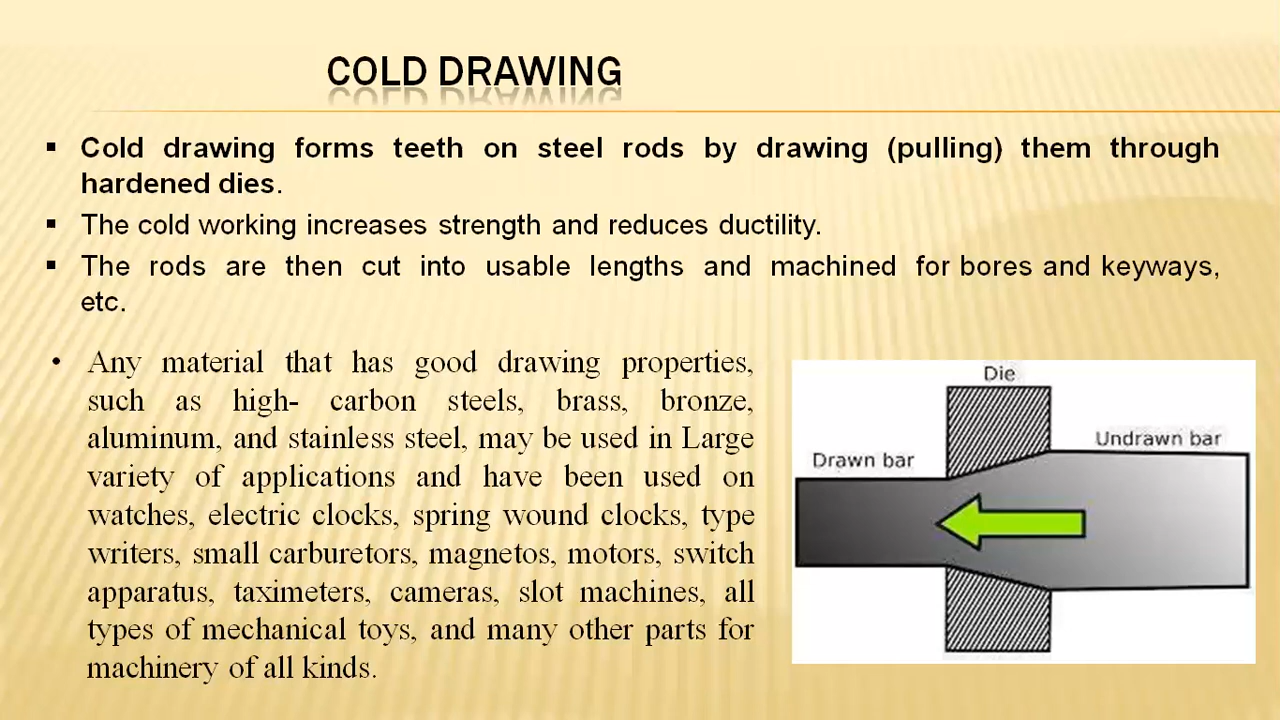 COLD DRAWING
▪ Cold drawing forms teeth on steel rods by drawing (pulling) them through
hardened dies.
▪ The cold working increases strength and reduces ductility.
▪ The rods are then cut into usable lengths and machined for bores and keyways,
etc.
• Any material that has good drawing properties,
such as high- carbon steels, brass, bronze,
aluminum, and stainless steel, may be used in Large
variety of applications and have been used on
watches, electric clocks, spring wound clocks, type
writers, small carburetors, magnetos, motors, switch
apparatus, taximeters, cameras, slot machines, all
types of mechanical toys, and many other parts for
machinery of all kinds.
Die
Undrawn bar
Drawn bar